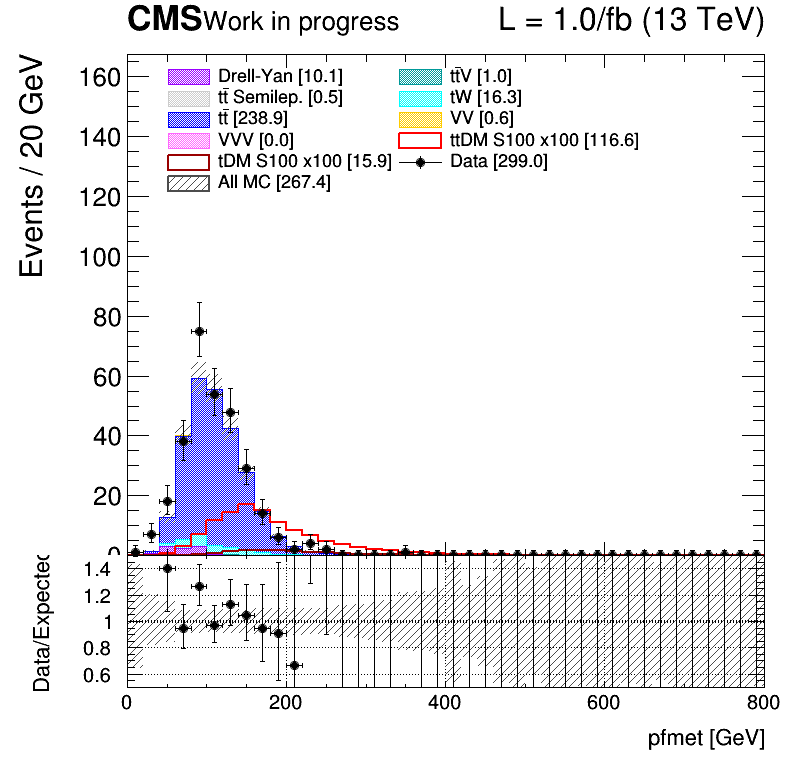 CMS Work in progress L = 1.0/fb (13 TeV)
Events / 20 GeV
Drell-Yan [10.1] tt̄V [1.0]
tt̄ Semilep. [0.5] tW [16.3]
tt̄ [238.9] VV [0.6]
VVV [0.0] ttDM S100 x100 [116.6]
tDM S100 x100 [15.9] Data [299.0]
All MC [267.4]
160
140
120
100
80
60
40
20
0
Data/Expected
1.4
1.2
1
0.8
0.6
0 200 400 600 800
pfmet [GeV]